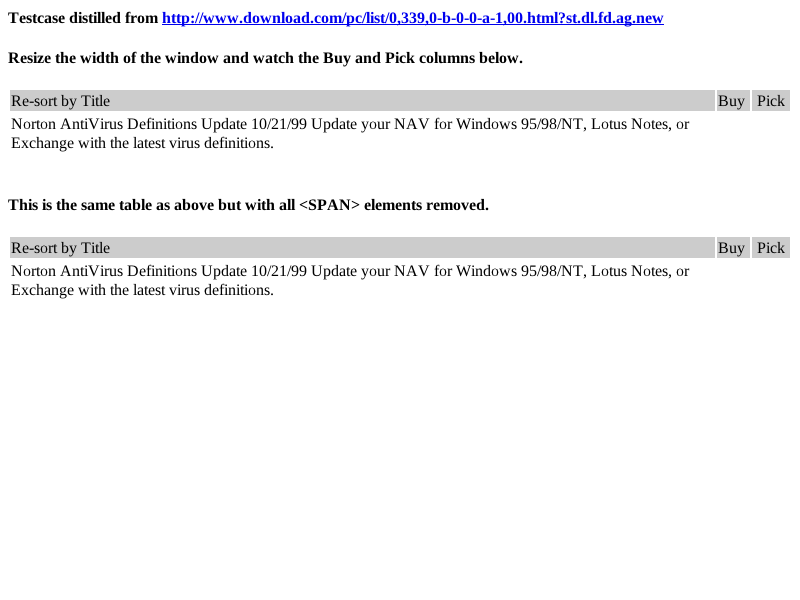 Testcase distilled from http://www.download.com/pc/list/0,339,0-b-0-0-a-1,00.html?st.dl.fd.ag.new
Resize the width of the window and watch the Buy and Pick columns below.
Re-sort by Title Buy Pick
Norton AntiVirus Definitions Update 10/21/99 Update your NAV for Windows 95/98/NT, Lotus Notes, or
Exchange with the latest virus definitions.
This is the same table as above but with all <SPAN> elements removed.
Re-sort by Title Buy Pick
Norton AntiVirus Definitions Update 10/21/99 Update your NAV for Windows 95/98/NT, Lotus Notes, or
Exchange with the latest virus definitions.